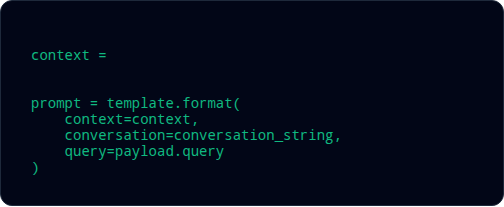 context =
prompt = template.format(
    context=context,
    conversation=conversation_string,
    query=payload.query
)